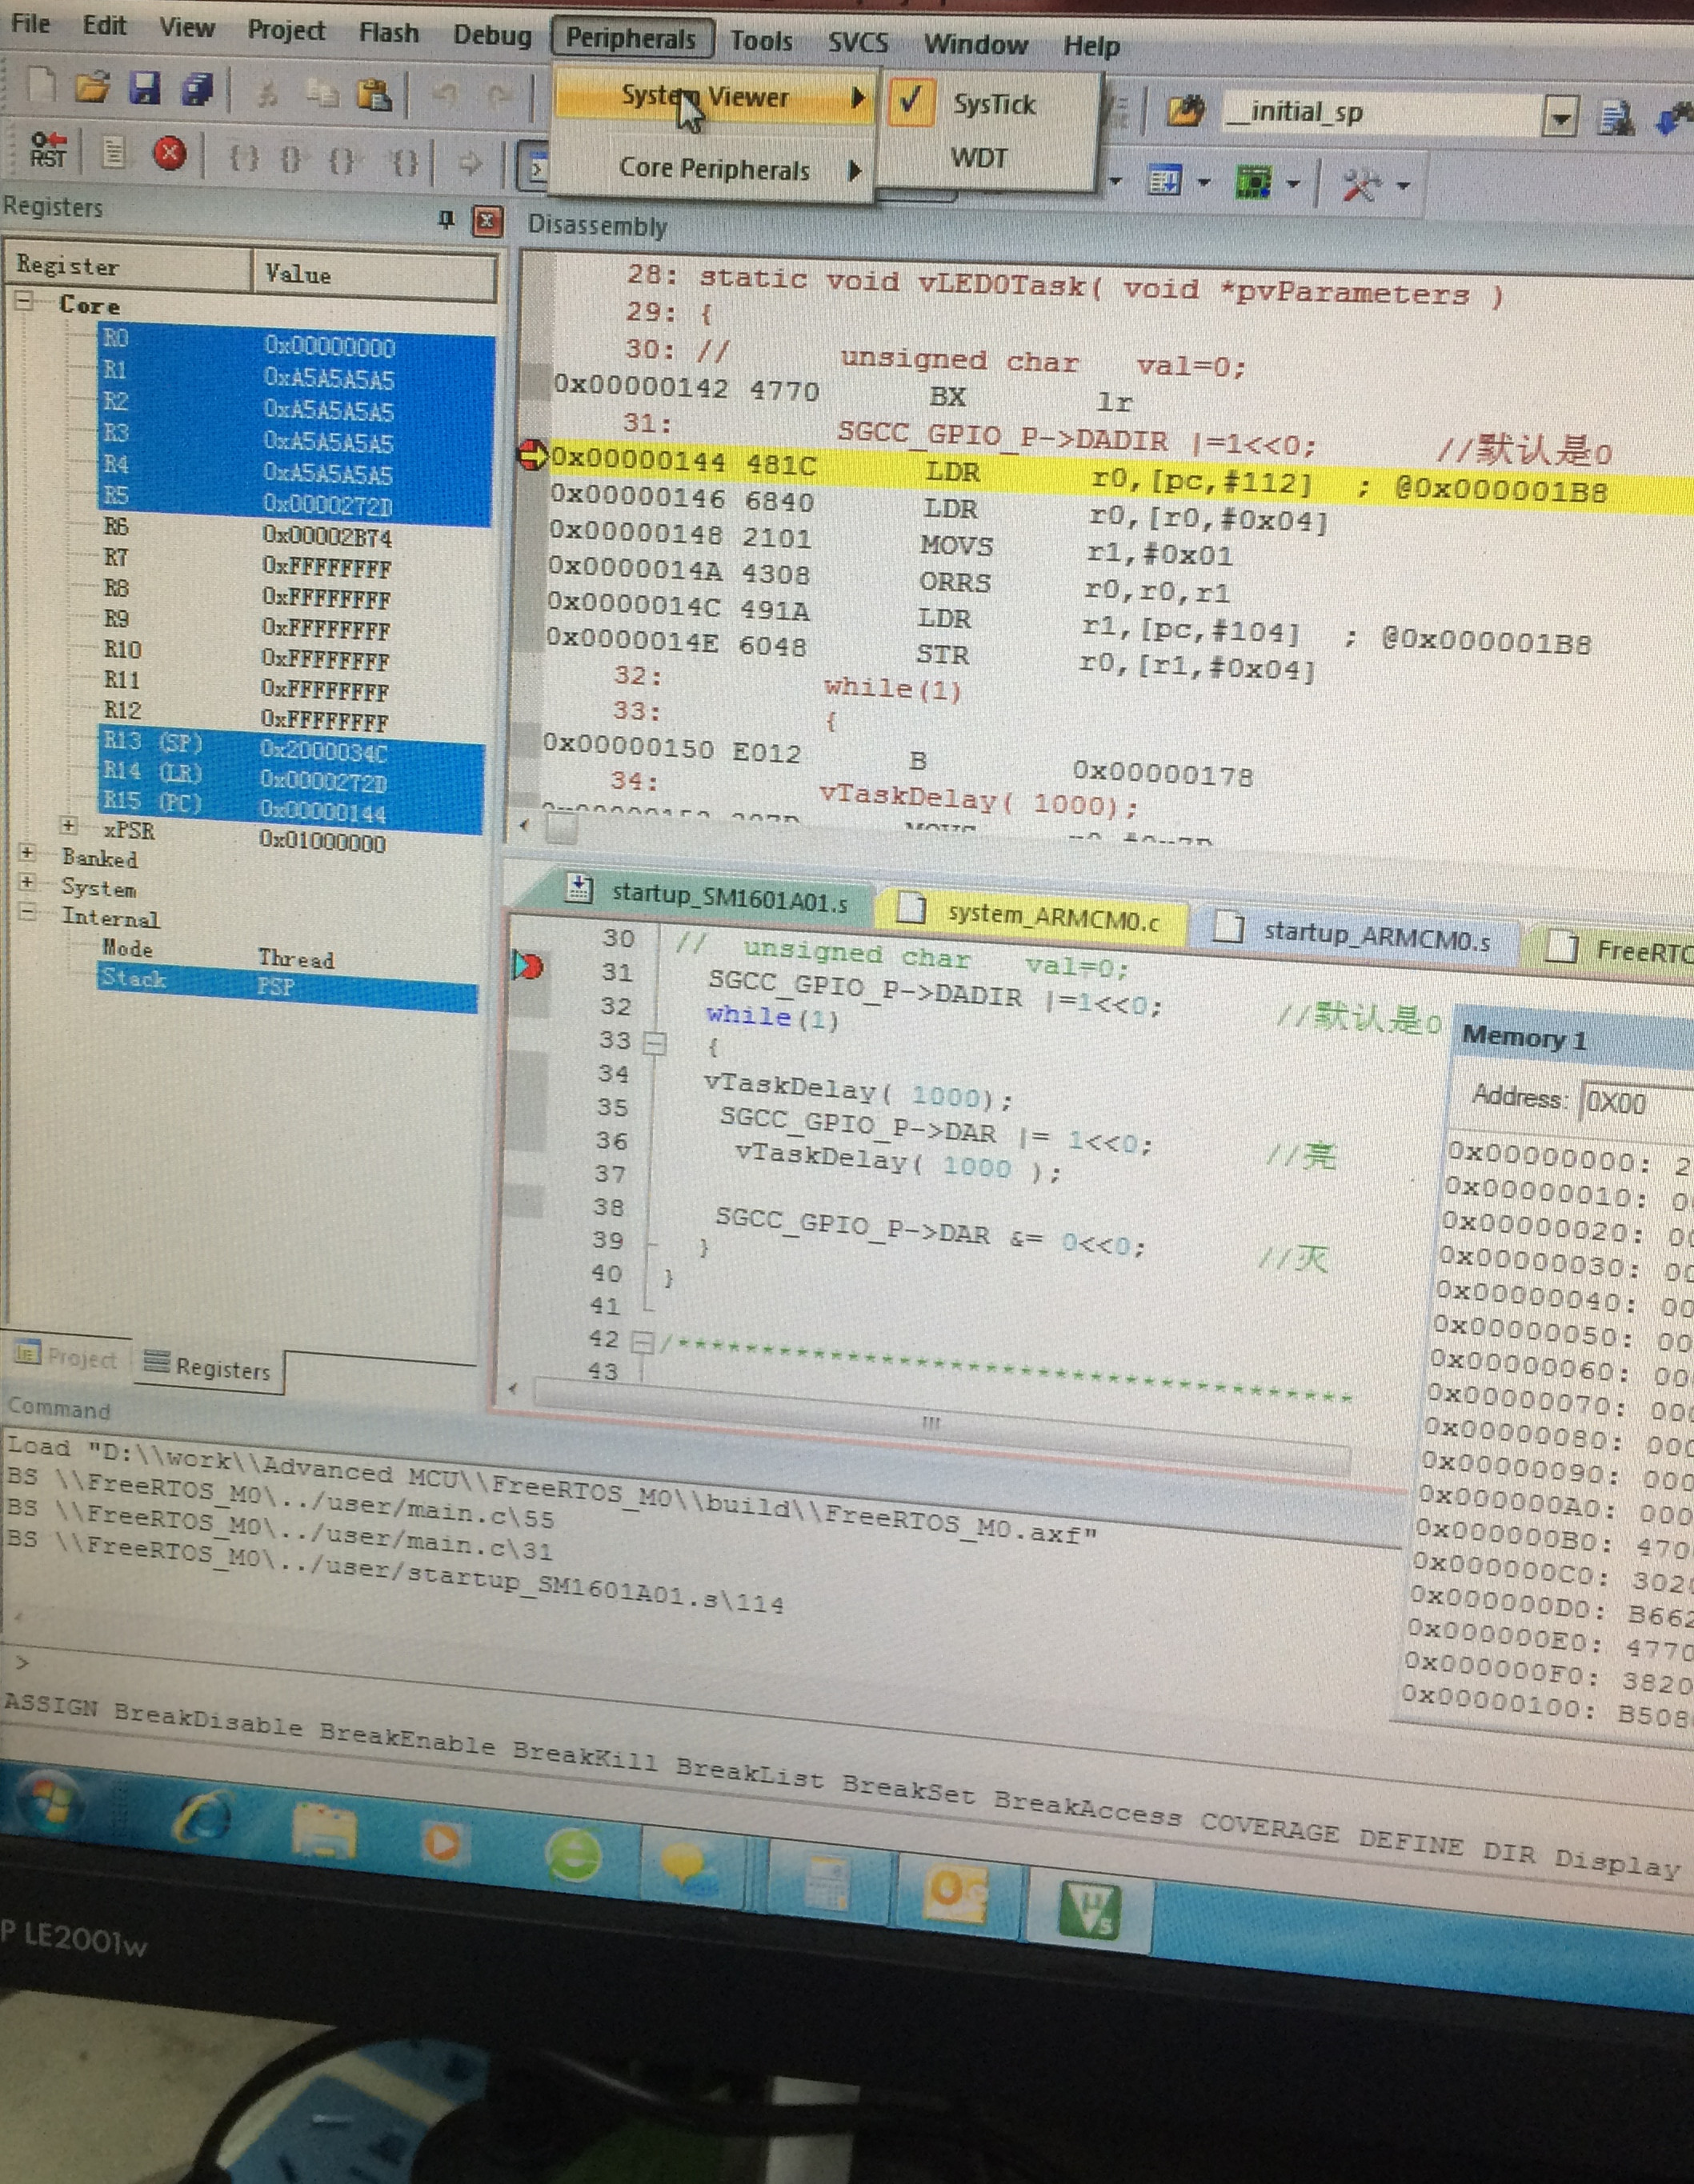 File Edit View Project Flash Debug Peripherals Tools SVCS Window Help
System Viewer
SysTick
__initial_sp
Core Peripherals
WDT
RST
Registers
Register Value
Core
R0 0x00000000
R1 0xA5A5A5A5
R2 0xA5A5A5A5
R3 0xA5A5A5A5
R4 0xA5A5A5A5
R5 0x0000272D
R6 0x00002B74
R7 0xFFFFFFFF
R8 0xFFFFFFFF
R9 0xFFFFFFFF
R10 0xFFFFFFFF
R11 0xFFFFFFFF
R12 0xFFFFFFFF
R13 (SP) 0x2000034C
R14 (LR) 0x0000272D
R15 (PC) 0x00000144
xPSR 0x01000000
Banked
System
Internal
Mode Thread
Stack PSP
Project Registers
Disassembly
28: static void vLED0Task( void *pvParameters )
29: {
30: // unsigned char val=0;
0x00000142 4770 BX lr
31: SGCC_GPIO_P->DADIR |=1<<0; //默认是0
0x00000144 481C LDR r0,[pc,#112] ; @0x000001B8
0x00000146 6840 LDR r0,[r0,#0x04]
0x00000148 2101 MOVS r1,#0x01
0x0000014A 4308 ORRS r0,r0,r1
0x0000014C 491A LDR r1,[pc,#104] ; @0x000001B8
0x0000014E 6048 STR r0,[r1,#0x04]
32: while(1)
33: {
0x00000150 E012 B 0x00000178
34: vTaskDelay( 1000);
startup_SM1601A01.s system_ARMCM0.c startup_ARMCM0.s FreeRTO
30 // unsigned char val=0;
31 SGCC_GPIO_P->DADIR |=1<<0; //默认是0
32 while(1)
33 {
34 vTaskDelay( 1000);
35 SGCC_GPIO_P->DAR |= 1<<0; //亮
36 vTaskDelay( 1000 );
37
38 SGCC_GPIO_P->DAR &= 0<<0; //灭
39 }
40 }
41
42 /*****************************************
43
Memory 1
Address: 0X00
0x00000000: 2
0x00000010: 0
0x00000020: 00
0x00000030: 00
0x00000040: 00
0x00000050: 00
0x00000060: 00
0x00000070: 000
0x00000080: 000
0x00000090: 000
0x000000A0: 000
0x000000B0: 470
0x000000C0: 302
0x000000D0: B662
0x000000E0: 4770
0x000000F0: 3820
0x00000100: B508
Command
Load "D:\\work\\Advanced MCU\\FreeRTOS_M0\\build\\FreeRTOS_M0.axf"
BS \\FreeRTOS_M0\../user/main.c\55
BS \\FreeRTOS_M0\../user/main.c\31
BS \\FreeRTOS_M0\../user/startup_SM1601A01.s\114
>
ASSIGN BreakDisable BreakEnable BreakKill BreakList BreakSet BreakAccess COVERAGE DEFINE DIR Display
P LE2001w